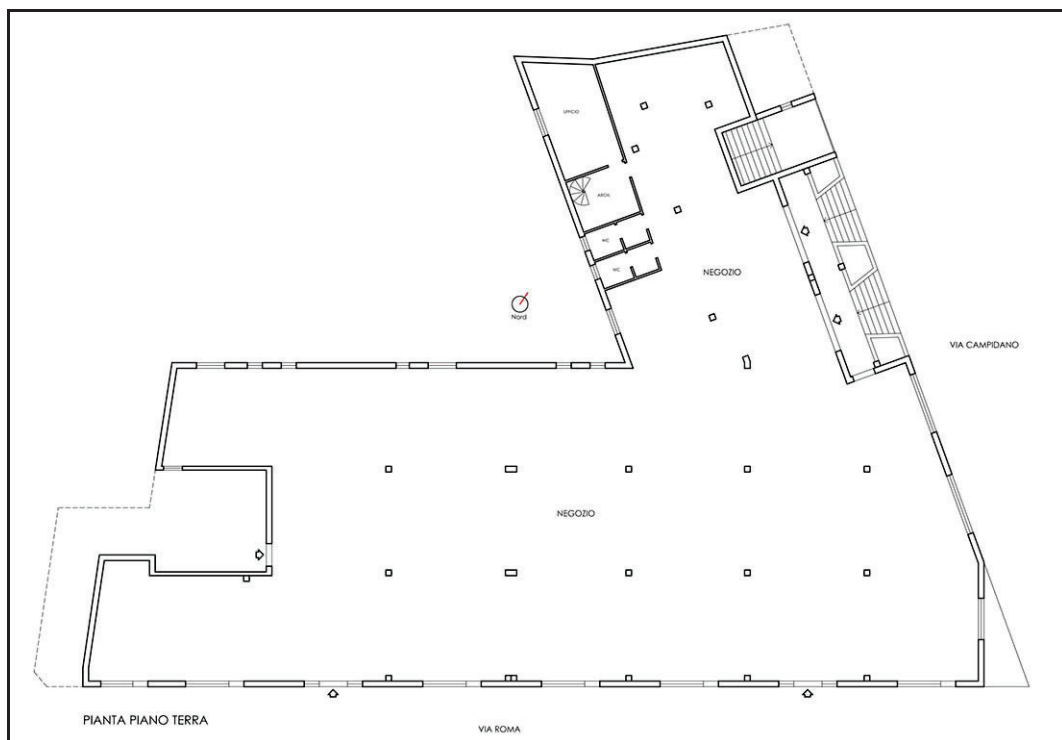 UFFICIO
ARCH.
WC
WC
NEGOZIO
Nord
VIA CAMPIDANO
NEGOZIO
PIANTA PIANO TERRA
VIA ROMA